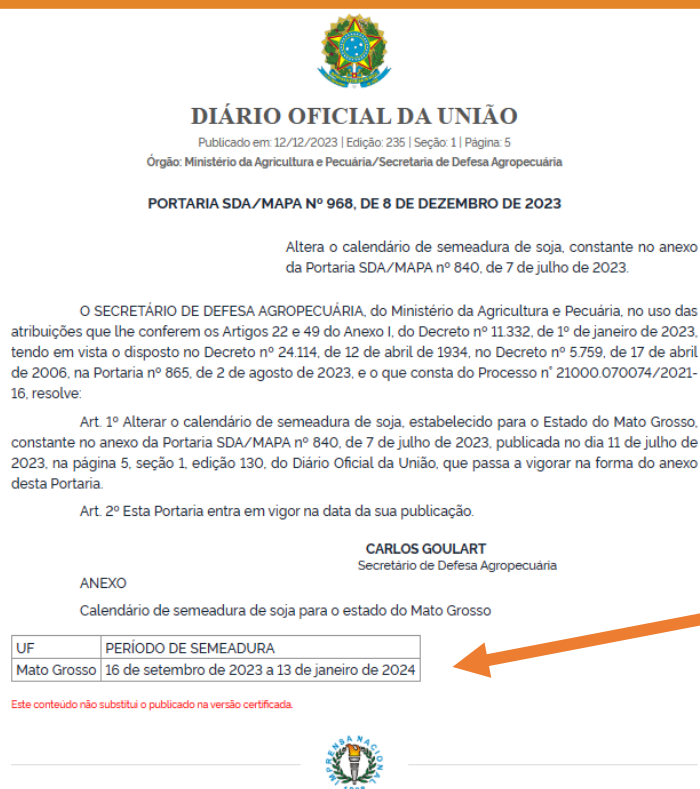 DIÁRIO OFICIAL DA UNIÃO
Publicado em: 12/12/2023 | Edição: 235 | Seção: 1 | Página: 5
Órgão: Ministério da Agricultura e Pecuária/Secretaria de Defesa Agropecuária
PORTARIA SDA/MAPA Nº 968, DE 8 DE DEZEMBRO DE 2023
Altera o calendário de semeadura de soja, constante no anexo
da Portaria SDA/MAPA nº 840, de 7 de julho de 2023.
O SECRETÁRIO DE DEFESA AGROPECUÁRIA, do Ministério da Agricultura e Pecuária, no uso das
atribuições que lhe conferem os Artigos 22 e 49 do Anexo I, do Decreto nº 11.332, de 1º de janeiro de 2023,
tendo em vista o disposto no Decreto nº 24.114, de 12 de abril de 1934, no Decreto nº 5.759, de 17 de abril
de 2006, na Portaria nº 865, de 2 de agosto de 2023, e o que consta do Processo n° 21000.070074/2021-
16, resolve:
Art. 1º Alterar o calendário de semeadura de soja, estabelecido para o Estado do Mato Grosso,
constante no anexo da Portaria SDA/MAPA nº 840, de 7 de julho de 2023, publicada no dia 11 de julho de
2023, na página 5, seção 1, edição 130, do Diário Oficial da União, que passa a vigorar na forma do anexo
desta Portaria.
Art. 2º Esta Portaria entra em vigor na data da sua publicação.
CARLOS GOULART
Secretário de Defesa Agropecuária
ANEXO
Calendário de semeadura de soja para o estado do Mato Grosso
UF PERÍODO DE SEMEADURA
Mato Grosso 16 de setembro de 2023 a 13 de janeiro de 2024
Este conteúdo não substitui o publicado na versão certificada.
IMPRENSA NACIONAL